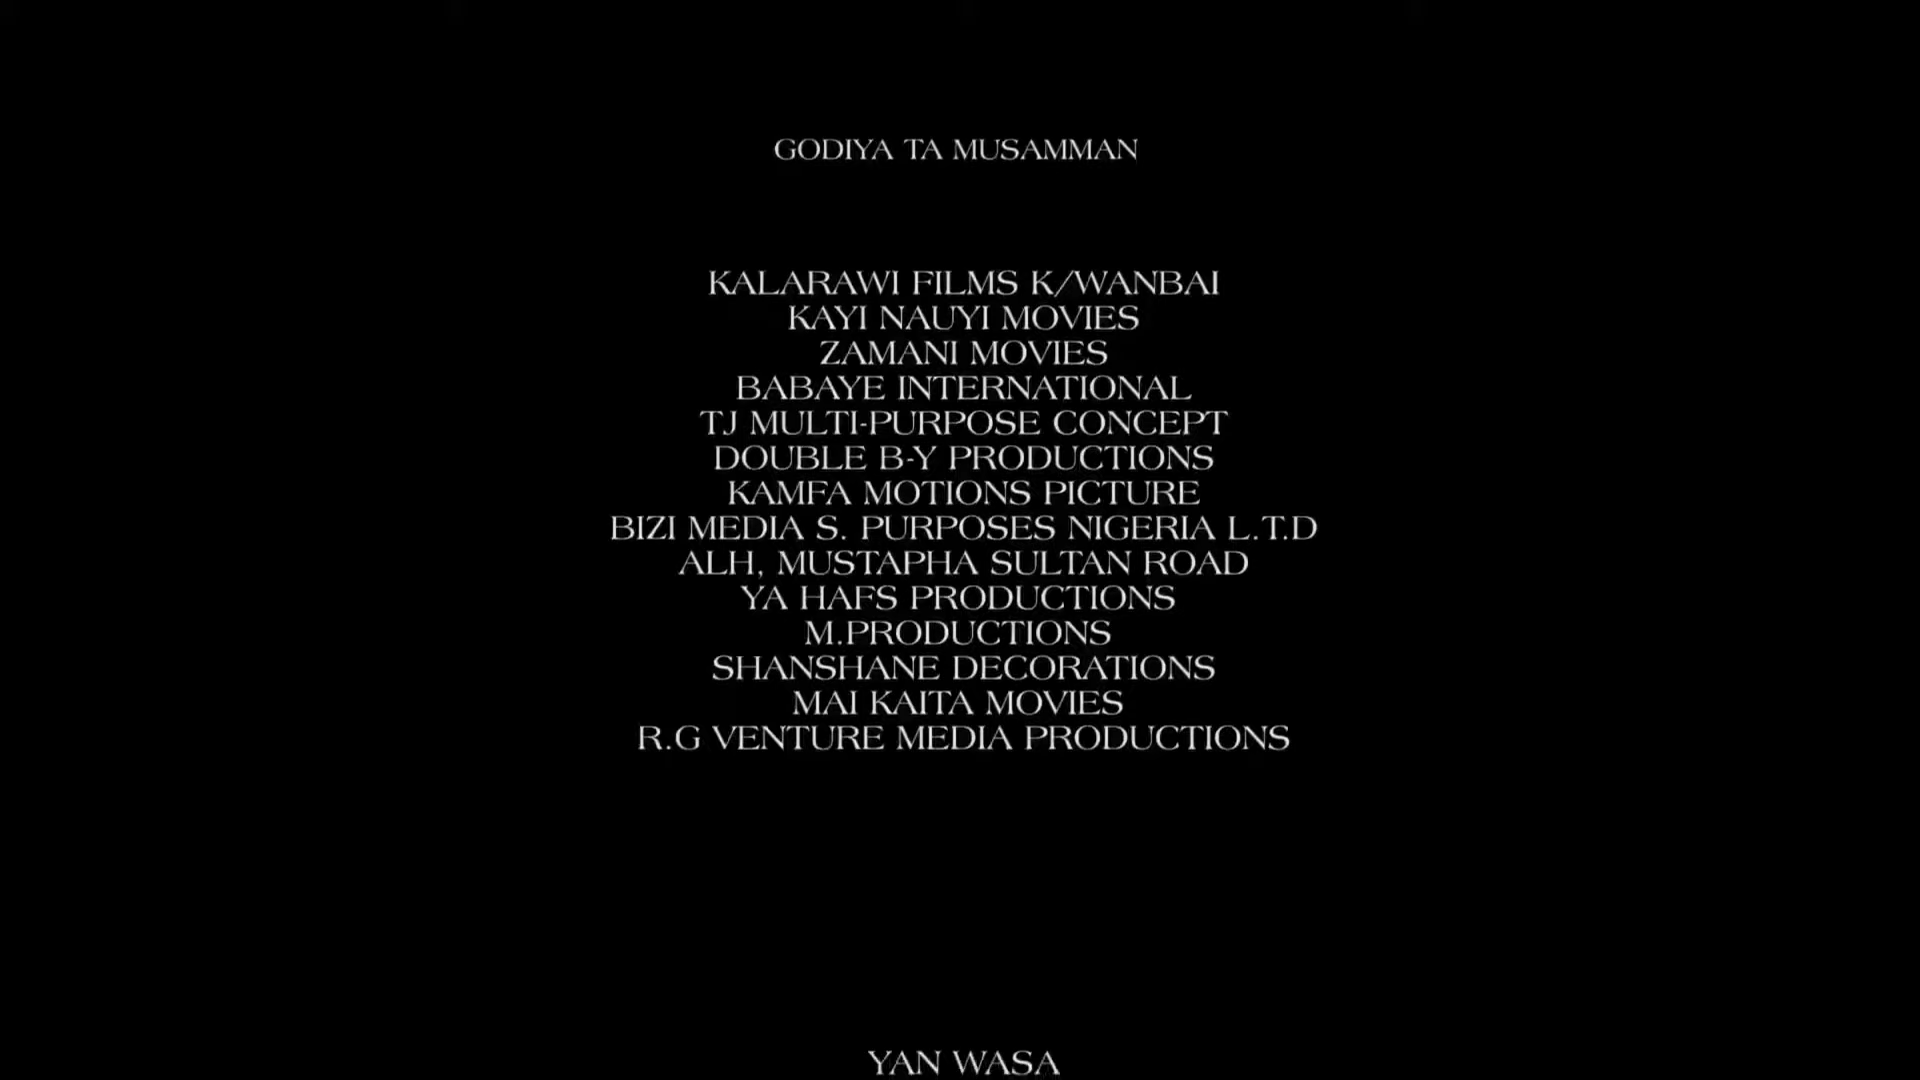 GODIYA TA MUSAMMAN
KALARAWI FILMS K/WANBAI
KAYI NAUYI MOVIES
ZAMANI MOVIES
BABAYE INTERNATIONAL
TJ MULTI-PURPOSE CONCEPT
DOUBLE B-Y PRODUCTIONS
KAMFA MOTIONS PICTURE
BIZI MEDIA S. PURPOSES NIGERIA L.T.D
ALH, MUSTAPHA SULTAN ROAD
YA HAFS PRODUCTIONS
M.PRODUCTIONS
SHANSHANE DECORATIONS
MAI KAITA MOVIES
R.G VENTURE MEDIA PRODUCTIONS
YAN WASA